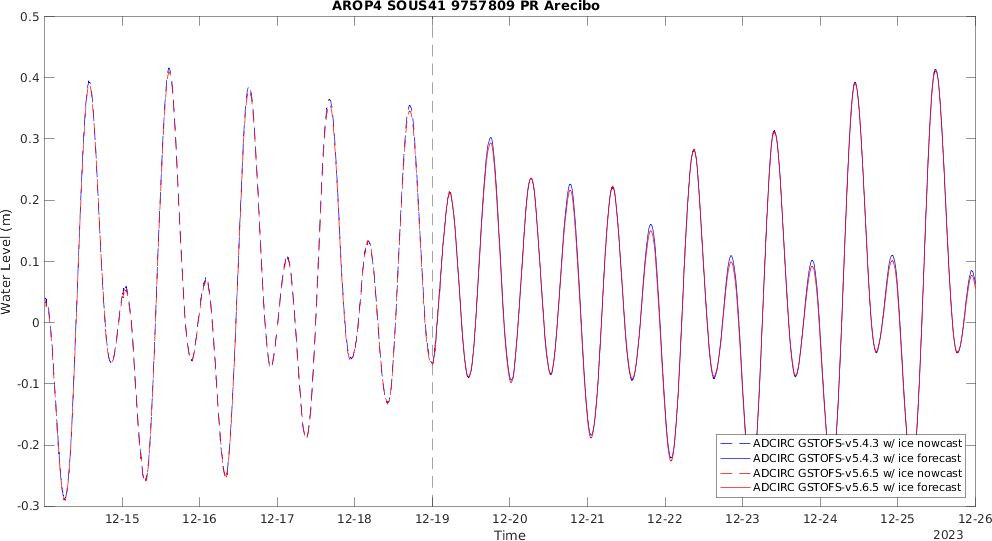 AROP4 SOUS41 9757809 PR Arecibo
0.5
0.4
0.3
0.2
0.1
0
-0.1
-0.2
-0.3
Water Level (m)
ADCIRC GSTOFS-v5.4.3 w/ ice nowcast
ADCIRC GSTOFS-v5.4.3 w/ ice forecast
ADCIRC GSTOFS-v5.6.5 w/ ice nowcast
ADCIRC GSTOFS-v5.6.5 w/ ice forecast
12-15 12-16 12-17 12-18 12-19 12-20 12-21 12-22 12-23 12-24 12-25 12-26
Time
2023